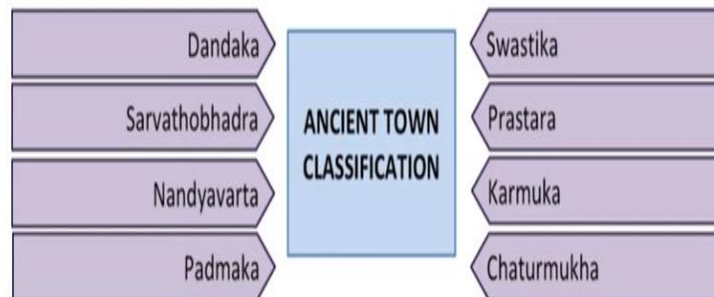 Dandaka
Sarvathobhadra
Nandyavarta
Padmaka
ANCIENT TOWN
CLASSIFICATION
Swastika
Prastara
Karmuka
Chaturmukha